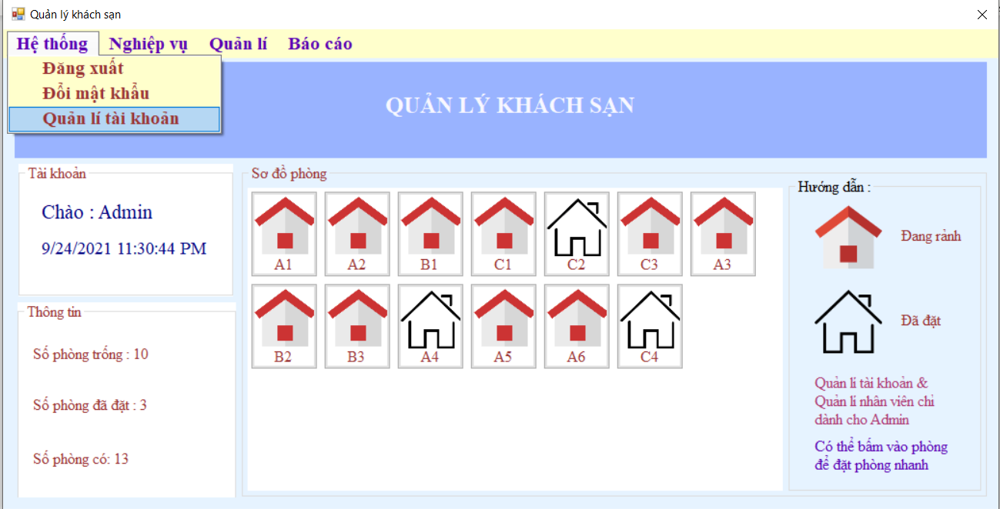 Quản lý khách sạn
Hệ thống Nghiệp vụ Quản lí Báo cáo
Đăng xuất
Đổi mật khẩu
Quản lí tài khoản
QUẢN LÝ KHÁCH SẠN
Tài khoản
Chào : Admin
9/24/2021 11:30:44 PM
Thông tin
Số phòng trống : 10
Số phòng đã đặt : 3
Số phòng có: 13
Sơ đồ phòng
A1 A2 B1 C1 C2 C3 A3
B2 B3 A4 A5 A6 C4
Hướng dẫn :
Đang rảnh
Đã đặt
Quản lí tài khoản &
Quản lí nhân viên chỉ
dành cho Admin
Có thể bấm vào phòng
để đặt phòng nhanh